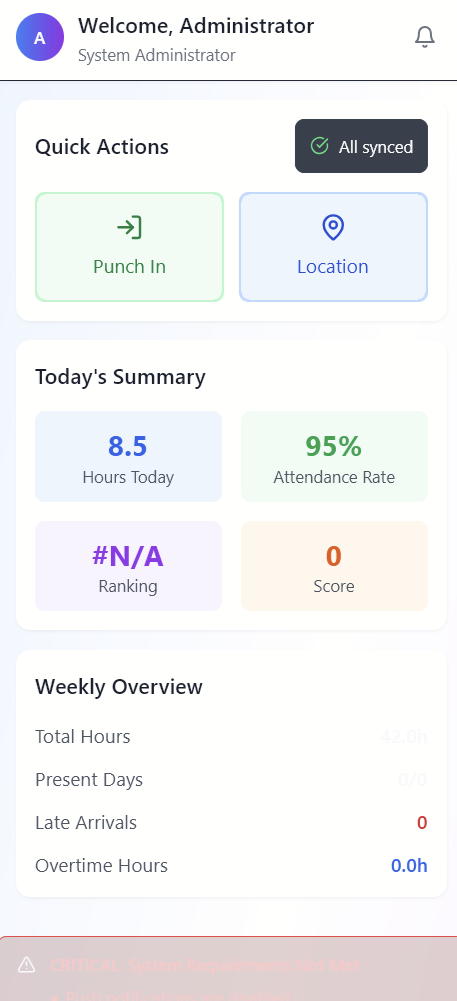 A
Welcome, Administrator
System Administrator
Quick Actions
All synced
Punch In
Location
Today's Summary
8.5
Hours Today
95%
Attendance Rate
#N/A
Ranking
0
Score
Weekly Overview
Total Hours 42.0h
Present Days 0/0
Late Arrivals 0
Overtime Hours 0.0h
CRITICAL: System Requirements Not Met